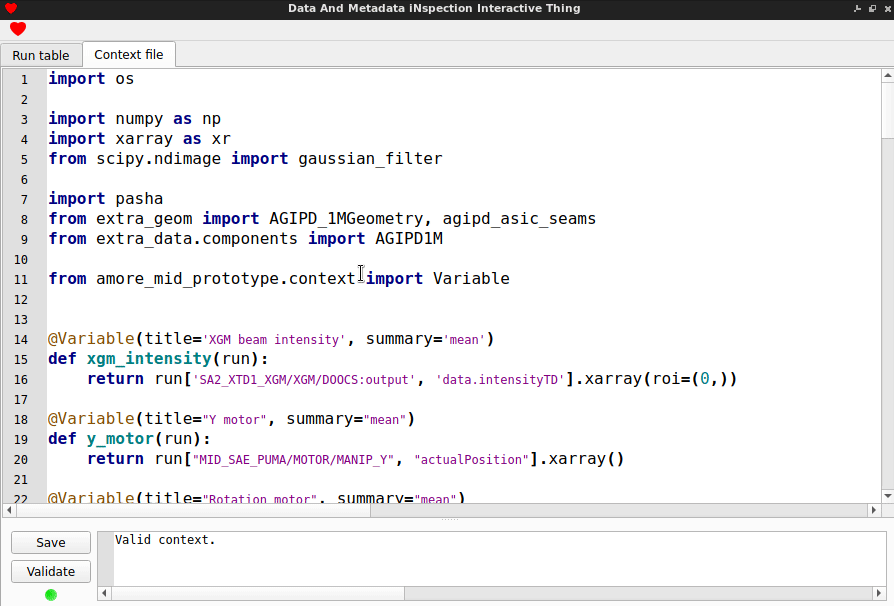 Data And Metadata iNspection Interactive Thing
Run table
Context file
1 import os
2
3 import numpy as np
4 import xarray as xr
5 from scipy.ndimage import gaussian_filter
6
7 import pasha
8 from extra_geom import AGIPD_1MGeometry, agipd_asic_seams
9 from extra_data.components import AGIPD1M
10
11 from amore_mid_prototype.context import Variable
12
13
14 @Variable(title='XGM beam intensity', summary='mean')
15 def xgm_intensity(run):
16     return run['SA2_XTD1_XGM/XGM/DOOCS:output', 'data.intensityTD'].xarray(roi=(0,))
17
18 @Variable(title="Y motor", summary="mean")
19 def y_motor(run):
20     return run["MID_SAE_PUMA/MOTOR/MANIP_Y", "actualPosition"].xarray()
21
22 @Variable(title="Rotation motor", summary="mean")
Save
Valid context.
Validate